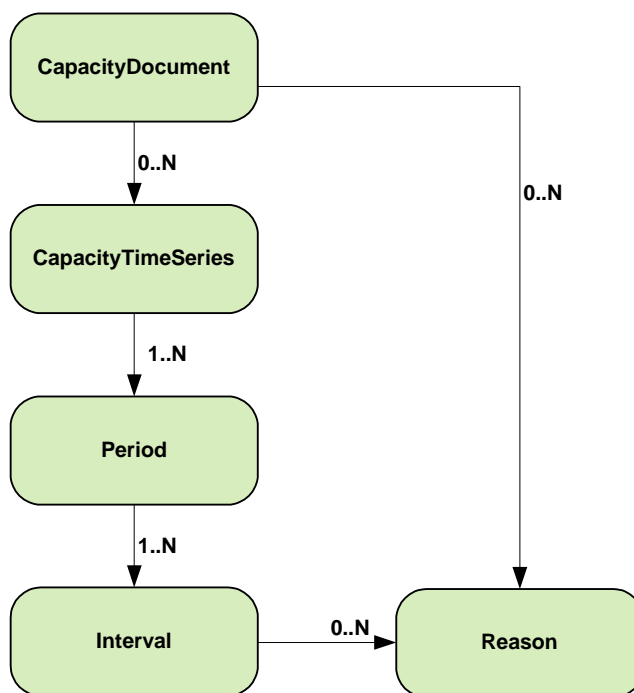 CapacityDocument
0..N
0..N
CapacityTimeSeries
1..N
Period
1..N
Interval
0..N
Reason